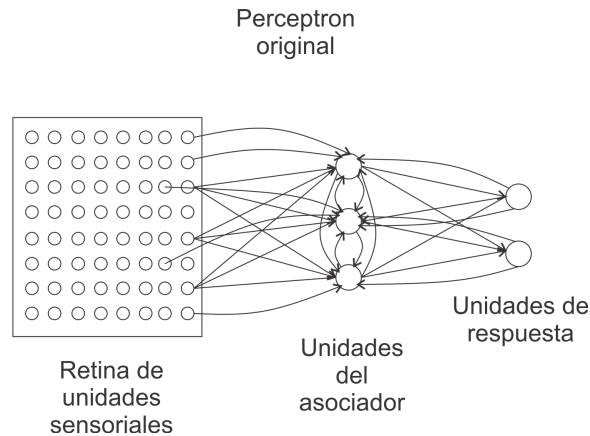 Perceptron
original
Retina de
unidades
sensoriales
Unidades
del
asociador
Unidades de
respuesta